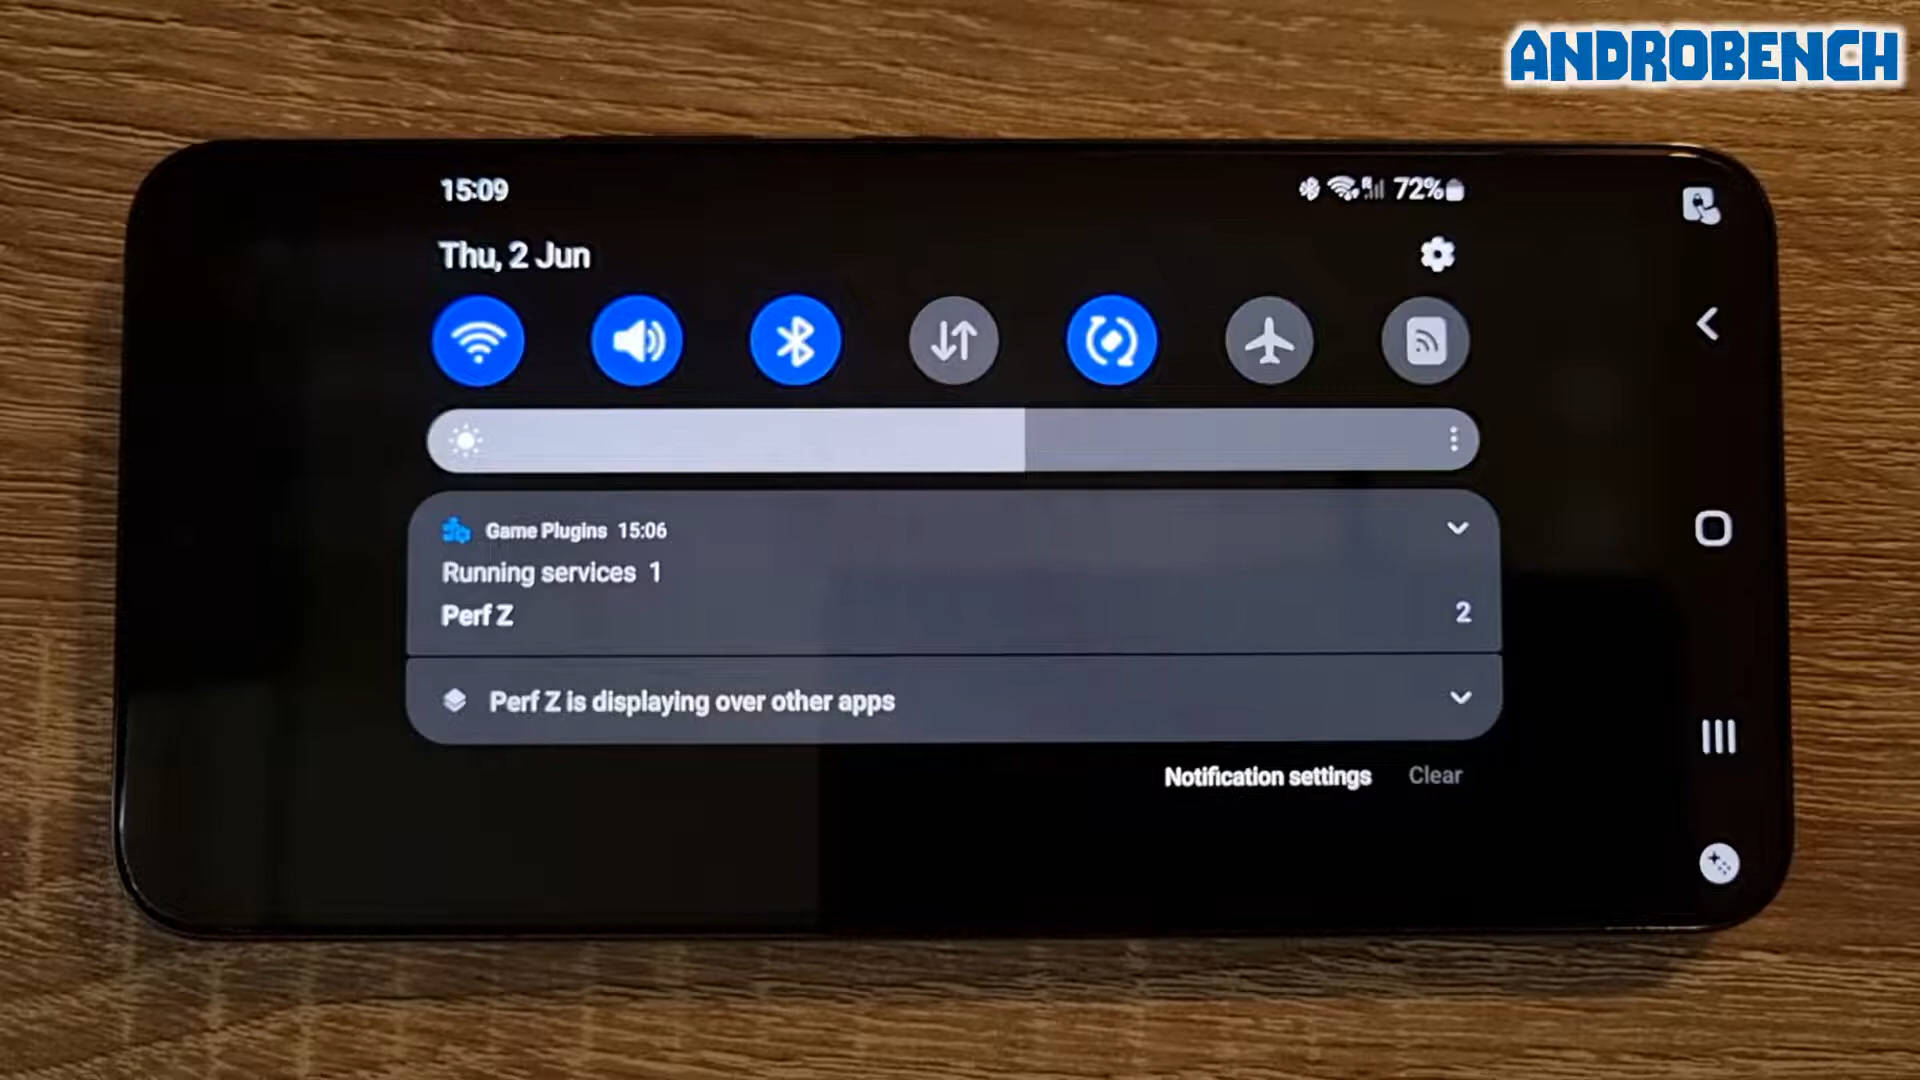 ANDROBENCH
15:09
72%
Thu, 2 Jun
Game Plugins 15:06
Running services 1
Perf Z
2
Perf Z is displaying over other apps
Notification settings Clear